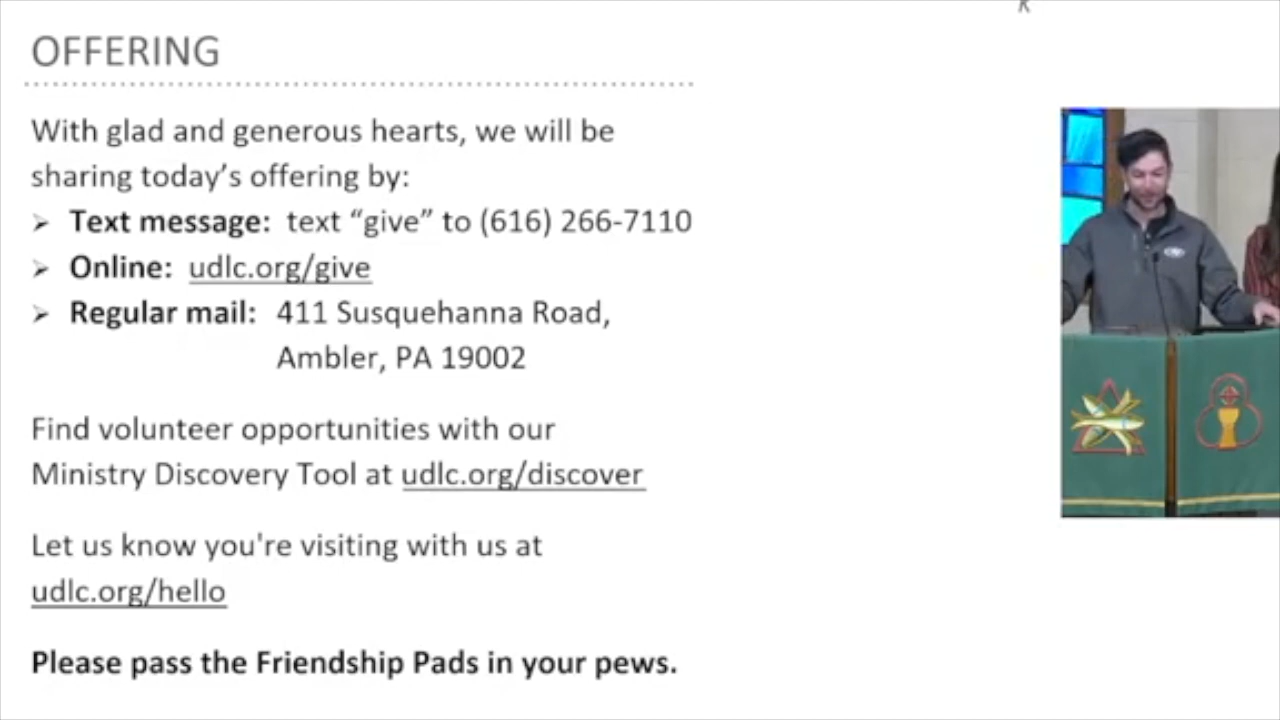 OFFERING
With glad and generous hearts, we will be
sharing today’s offering by:
➢ Text message: text “give” to (616) 266-7110
➢ Online: udlc.org/give
➢ Regular mail: 411 Susquehanna Road,
Ambler, PA 19002
Find volunteer opportunities with our
Ministry Discovery Tool at udlc.org/discover
Let us know you're visiting with us at
udlc.org/hello
Please pass the Friendship Pads in your pews.